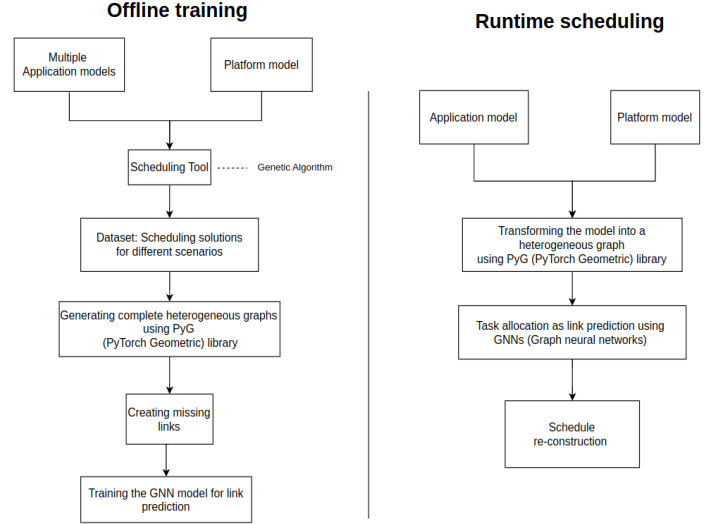 Offline training
Multiple
Application models
Platform model
Scheduling Tool
Genetic Algorithm
Dataset: Scheduling solutions
for different scenarios
Generating complete heterogeneous graphs
using PyG
(PyTorch Geometric) library
Creating missing
links
Training the GNN model for link
prediction
Runtime scheduling
Application model
Platform model
Transforming the model into a
heterogeneous graph
using PyG (PyTorch Geometric) library
Task allocation as link prediction using
GNNs (Graph neural networks)
Schedule
re-construction